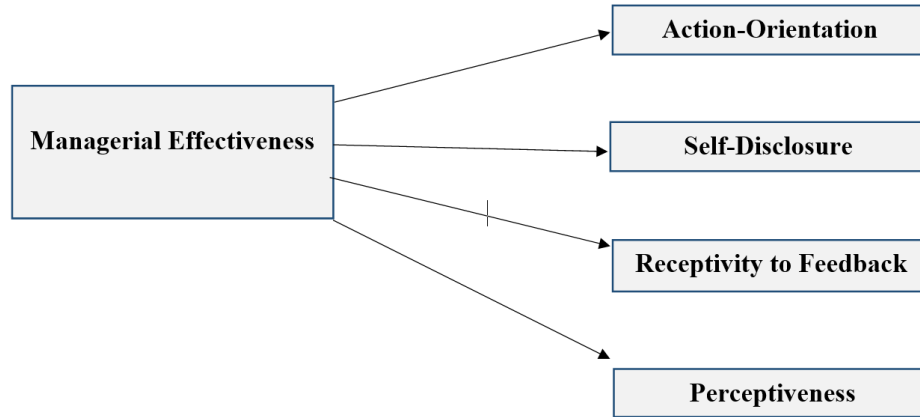 Action-Orientation
Managerial Effectiveness
Self-Disclosure
Receptivity to Feedback
Perceptiveness